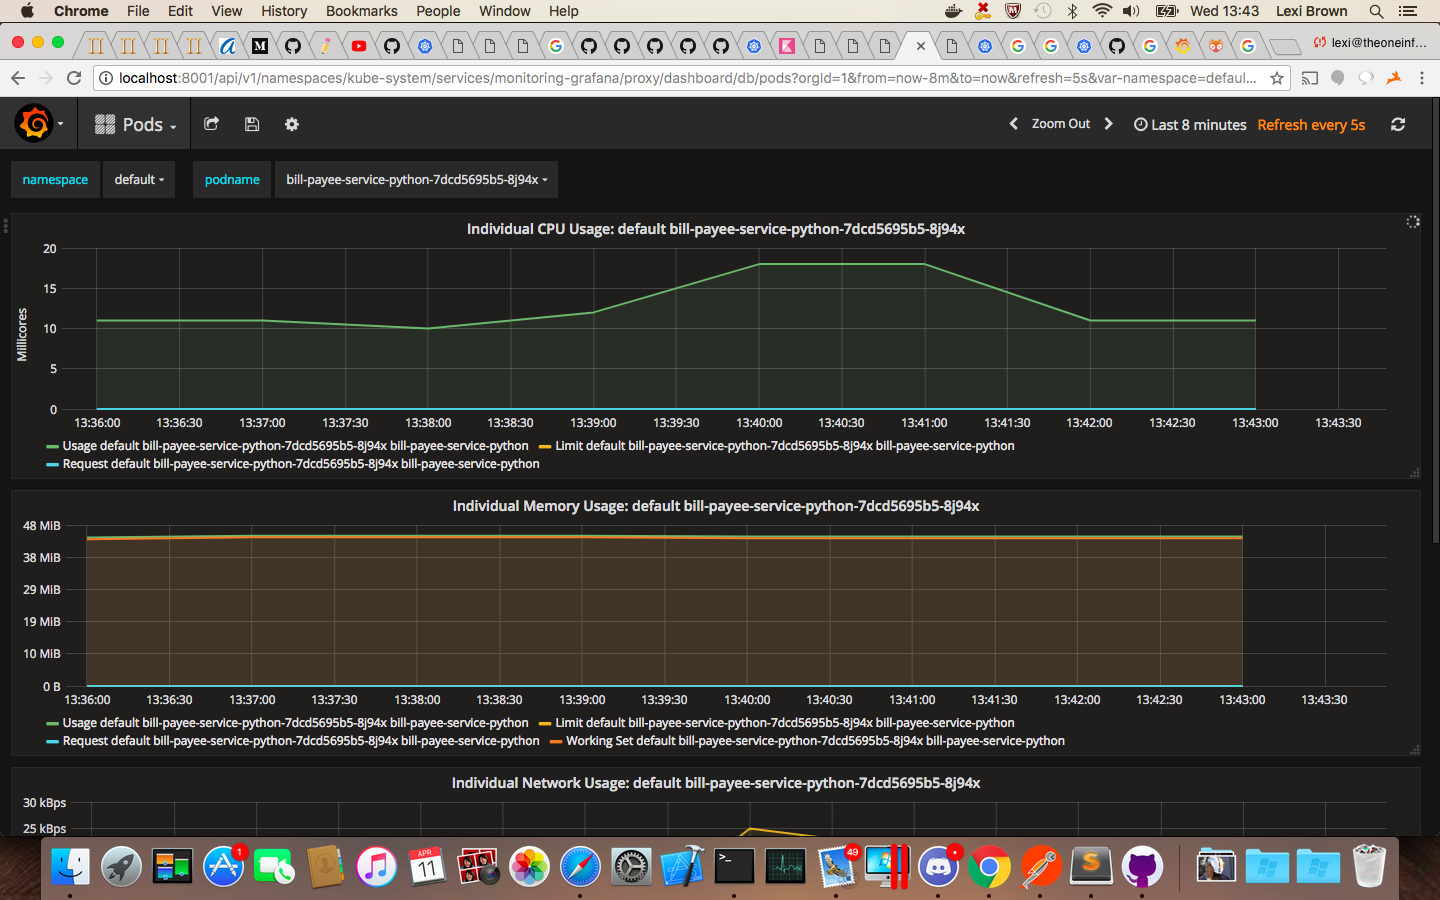 Chrome File Edit View History Bookmarks People Window Help Wed 13:43 Lexi Brown
lexi@theoneinf...
localhost:8001/api/v1/namespaces/kube-system/services/monitoring-grafana/proxy/dashboard/db/pods?orgId=1&from=now-8m&to=now&refresh=5s&var-namespace=defaul...
Pods Zoom Out Last 8 minutes Refresh every 5s
namespace default podname bill-payee-service-python-7dcd5695b5-8j94x
Individual CPU Usage: default bill-payee-service-python-7dcd5695b5-8j94x
Millicores
20
15
10
5
0
13:36:00 13:36:30 13:37:00 13:37:30 13:38:00 13:38:30 13:39:00 13:39:30 13:40:00 13:40:30 13:41:00 13:41:30 13:42:00 13:42:30 13:43:00 13:43:30
Usage default bill-payee-service-python-7dcd5695b5-8j94x bill-payee-service-python Limit default bill-payee-service-python-7dcd5695b5-8j94x bill-payee-service-python
Request default bill-payee-service-python-7dcd5695b5-8j94x bill-payee-service-python
Individual Memory Usage: default bill-payee-service-python-7dcd5695b5-8j94x
48 MiB
38 MiB
29 MiB
19 MiB
10 MiB
0 B
13:36:00 13:36:30 13:37:00 13:37:30 13:38:00 13:38:30 13:39:00 13:39:30 13:40:00 13:40:30 13:41:00 13:41:30 13:42:00 13:42:30 13:43:00 13:43:30
Usage default bill-payee-service-python-7dcd5695b5-8j94x bill-payee-service-python Limit default bill-payee-service-python-7dcd5695b5-8j94x bill-payee-service-python
Request default bill-payee-service-python-7dcd5695b5-8j94x bill-payee-service-python Working Set default bill-payee-service-python-7dcd5695b5-8j94x bill-payee-service-python
Individual Network Usage: default bill-payee-service-python-7dcd5695b5-8j94x
30 kBps
25 kBps
1 APR 11 49